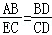 AB/EC = BD/CD